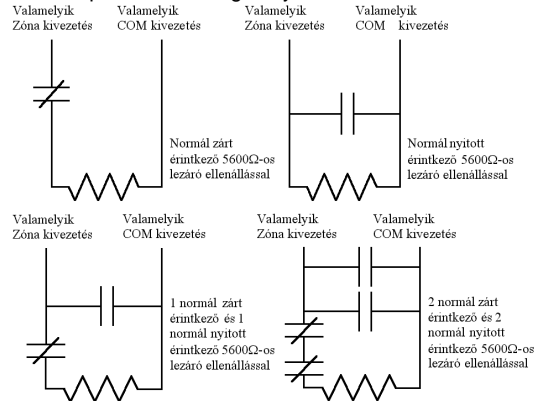 Valamelyik
Zóna kivezetés
Valamelyik
COM kivezetés
Normál zárt
érintkező 5600Ω-os
lezáró ellenállással
Valamelyik
Zóna kivezetés
Valamelyik
COM kivezetés
Normál nyitott
érintkező 5600Ω-os
lezáró ellenállással
Valamelyik
Zóna kivezetés
Valamelyik
COM kivezetés
1 normál zárt
érintkező és 1
normál nyitott
érintkező 5600Ω-os
lezáró ellenállással
Valamelyik
Zóna kivezetés
Valamelyik
COM kivezetés
2 normál zárt
érintkező és 2
normál nyitott
érintkező 5600Ω-os
lezáró ellenállással